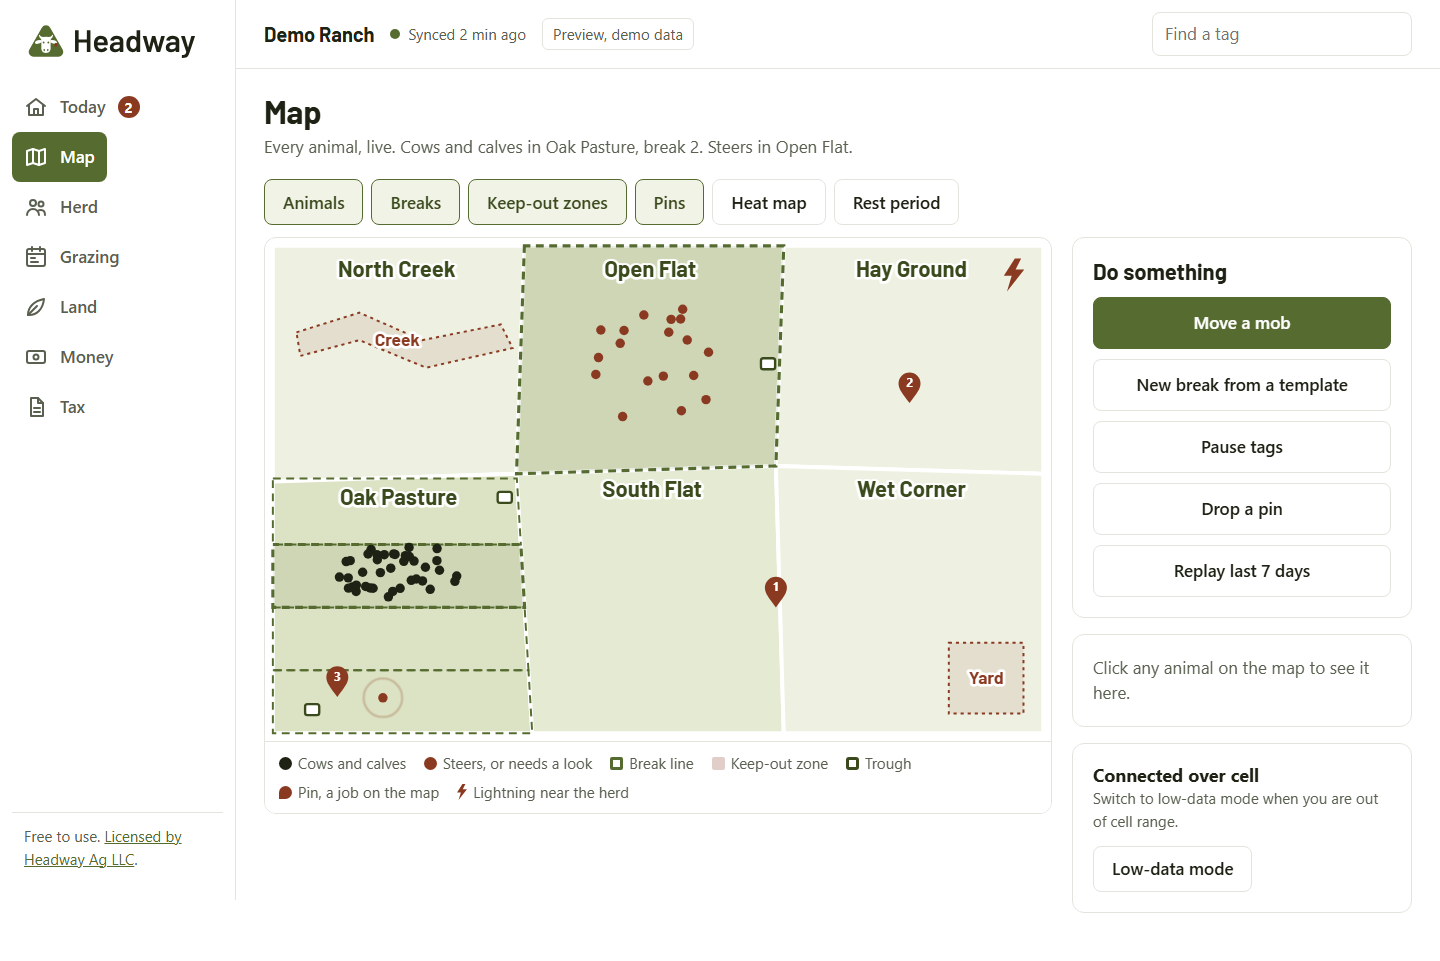 Headway
Demo Ranch
Synced 2 min ago
Preview, demo data
Find a tag
Today 2
Map
Herd
Grazing
Land
Money
Tax
Free to use. Licensed by
Headway Ag LLC.
Map
Every animal, live. Cows and calves in Oak Pasture, break 2. Steers in Open Flat.
Animals
Breaks
Keep-out zones
Pins
Heat map
Rest period
North Creek
Open Flat
Hay Ground
Creek
2
Oak Pasture
South Flat
Wet Corner
1
3
Yard
Cows and calves
Steers, or needs a look
Break line
Keep-out zone
Trough
Pin, a job on the map
Lightning near the herd
Do something
Move a mob
New break from a template
Pause tags
Drop a pin
Replay last 7 days
Click any animal on the map to see it
here.
Connected over cell
Switch to low-data mode when you are out
of cell range.
Low-data mode